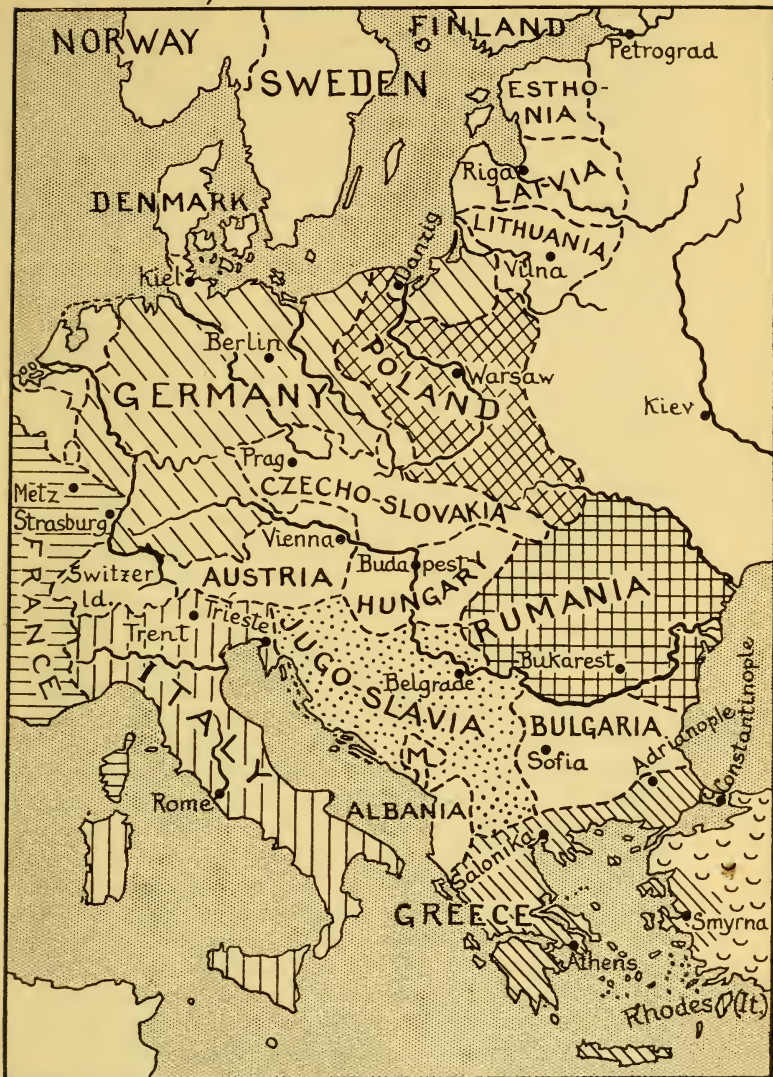 NORWAY
FINLAND
Petrograd
SWEDEN
ESTHO-
NIA
Riga
LATVIA
DENMARK
LITHUANIA
Vilna
Danzig
Kiel
Berlin
POLAND
Warsaw
GERMANY
Kiev
Prag
CZECHO-SLOVAKIA
Metz
Strasburg
Vienna
Budapest
FRANCE
Switzer
ld.
AUSTRIA
HUNGARY
RUMANIA
Trent
Trieste
JUGO-SLAVIA
Belgrade
Bukarest
ITALY
BULGARIA
Sofia
Adrianople
Constantinople
M.
Rome
ALBANIA
Salonika
GREECE
Smyrna
Athens
Rhodes (It.)